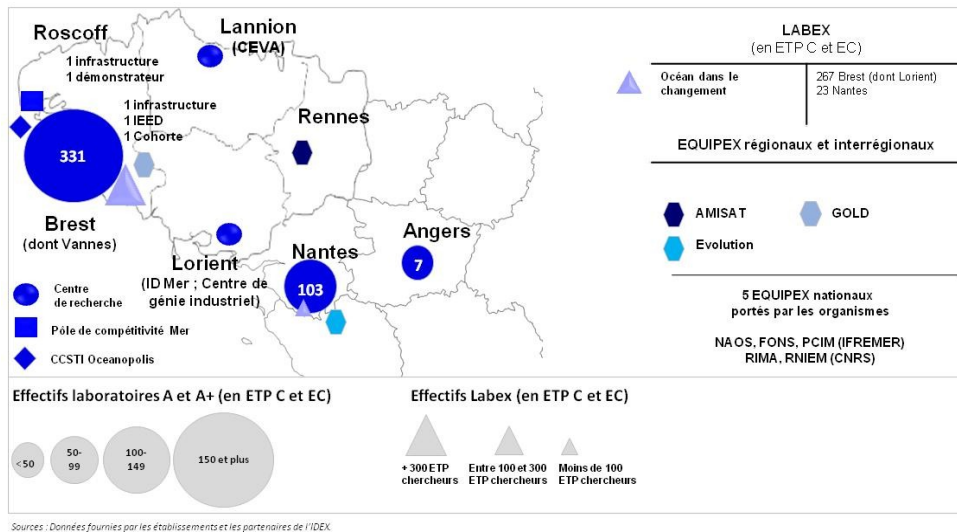 Roscoff
1 infrastructure
1 démonstrateur
Lannion
(CEVA)
1 infrastructure
1 IEED
1 Cohorte
Rennes
331
Brest
(dont Vannes)
Lorient
(ID Mer ; Centre de
génie industriel)
Nantes
103
Angers
7
Centre
de recherche
Pôle de compétitivité Mer
CCSTI Oceanopolis
LABEX
(en ETP C et EC)
Océan dans le
changement
267 Brest (dont Lorient)
23 Nantes
EQUIPEX régionaux et interrégionaux
AMISAT
GOLD
Evolution
5 EQUIPEX nationaux
portés par les organismes
NAOS, FONS, PCIM (IFREMER)
RIMA, RNIEM (CNRS)
Effectifs laboratoires A et A+ (en ETP C et EC)
<50
50-
99
100-
149
150 et plus
Effectifs Labex (en ETP C et EC)
+ 300 ETP
chercheurs
Entre 100 et 300
ETP chercheurs
Moins de 100
ETP chercheurs
Sources : Données fournies par les établissements et les partenaires de l'IDEX.